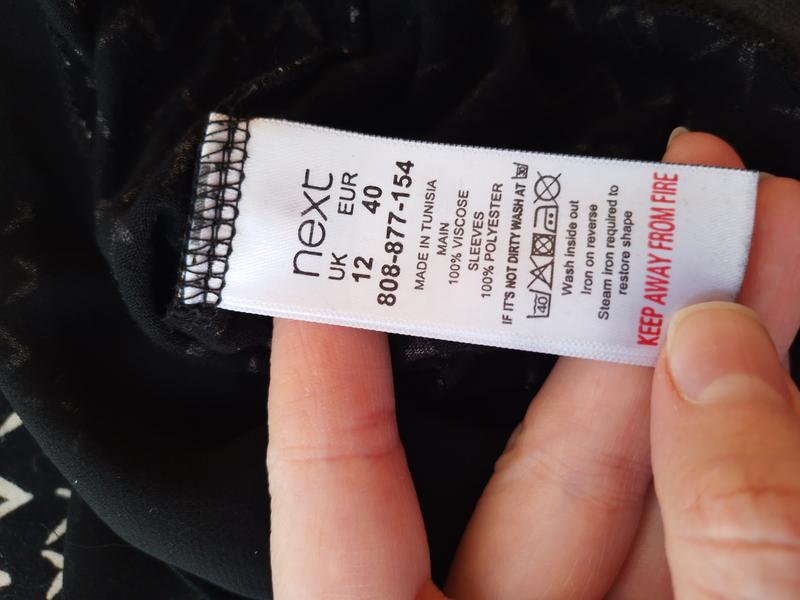 next
UK EUR
12 40
808-877-154
MADE IN TUNISIA
MAIN
100% VISCOSE
SLEEVES
100% POLYESTER
IF IT'S NOT DIRTY WASH AT 30
40
Wash inside out
Iron on reverse
Steam iron required to
restore shape
KEEP AWAY FROM FIRE